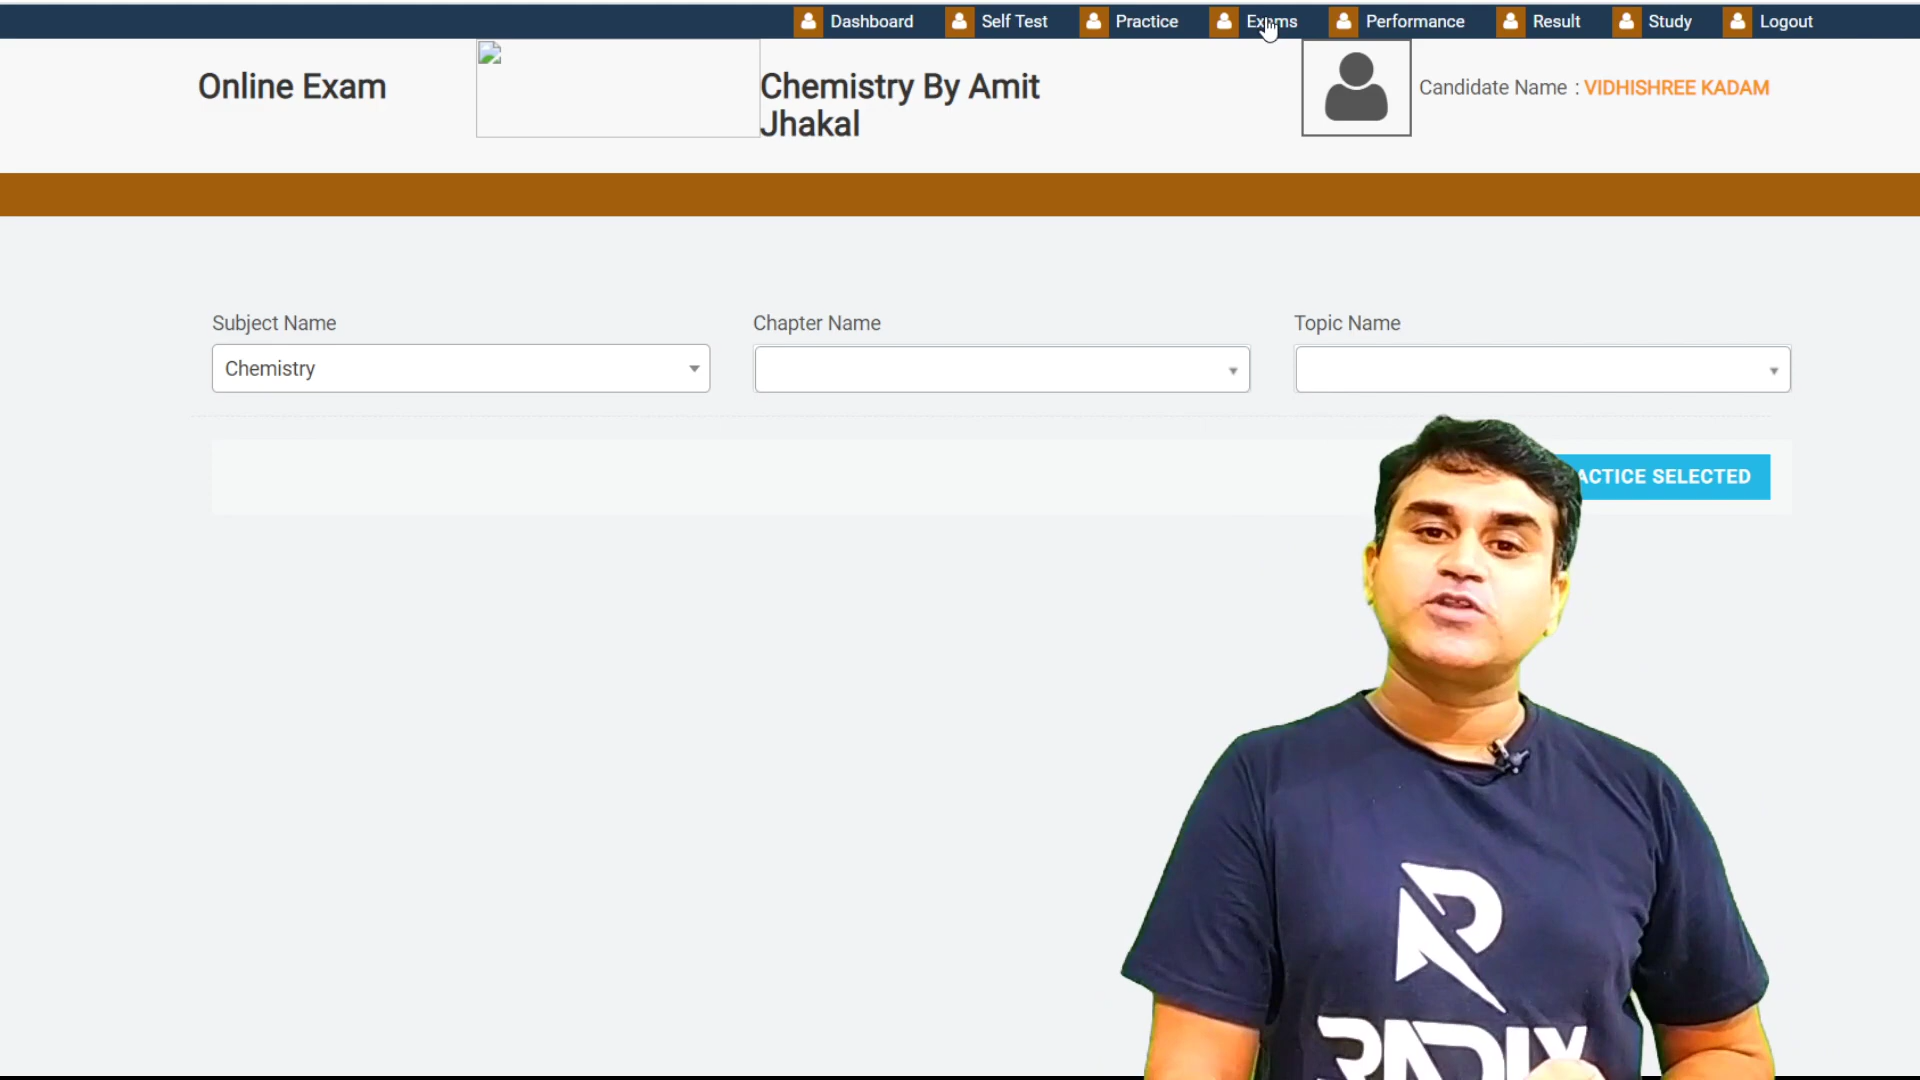 Dashboard Self Test Practice Exams Performance Result Study Logout
Online Exam
Chemistry By Amit
Jhakal
Candidate Name : VIDHISHREE KADAM
Subject Name Chapter Name Topic Name
Chemistry
ACTICE SELECTED
RADIX